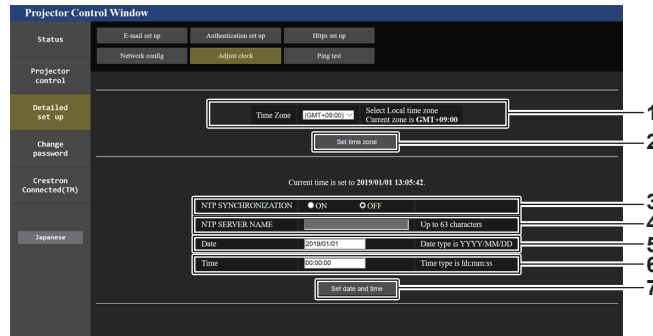 Projector Control Window
Status
Projector
control
Detailed
set up
Change
password
Crestron
Connected(TM)
Japanese
E-mail set up
Authentication set up
Https set up
Network config
Adjust clock
Ping test
Time Zone
(GMT+09:00)
Select Local time zone
Current zone is GMT+09:00
1
Set time zone
2
Current time is set to 2019/01/01 13:05:42.
NTP SYNCHRONIZATION
ON
OFF
3
NTP SERVER NAME
Up to 63 characters
4
Date
2019/01/01
Date type is YYYY/MM/DD
5
Time
00:00:00
Time type is hh:mm:ss
6
Set date and time
7